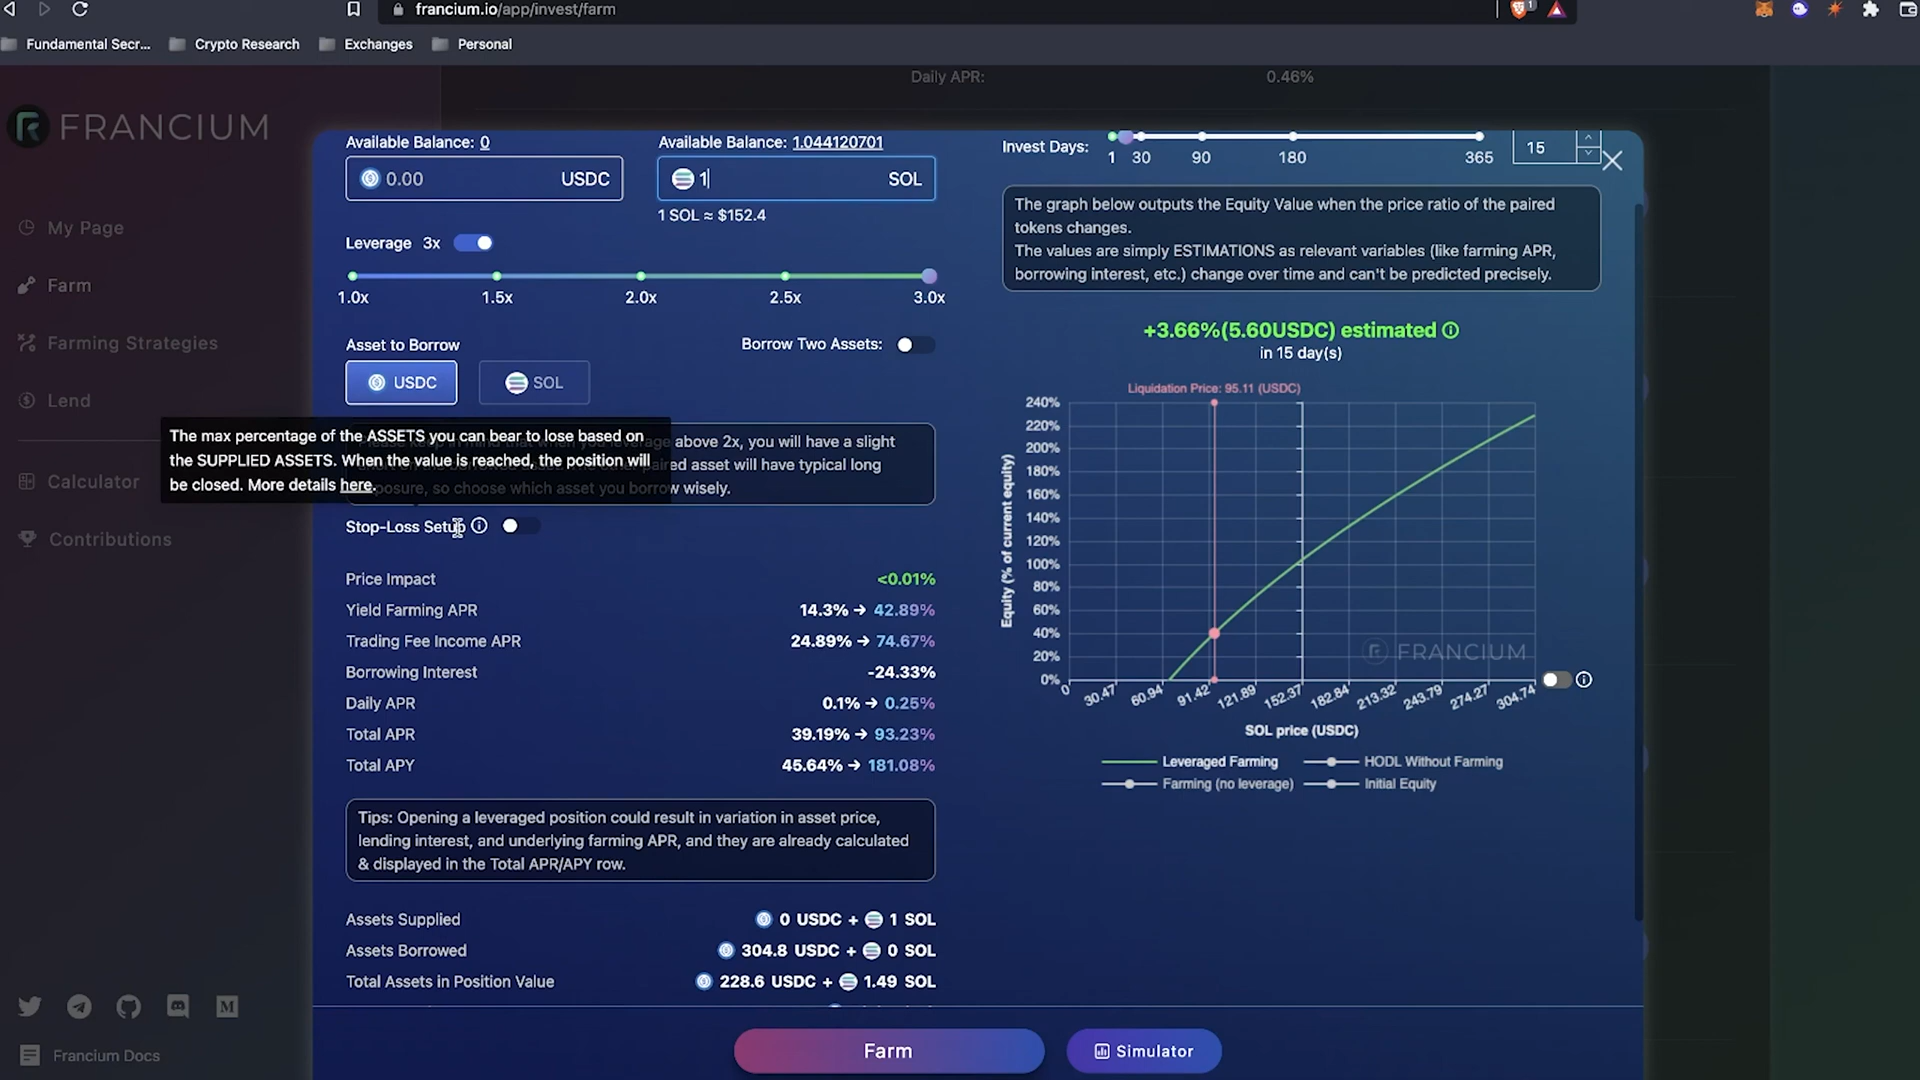 francium.io/app/invest/farm
1
Fundamental Secr...
Crypto Research
Exchanges
Personal
Daily APR:
0.46%
FRANCIUM
My Page
Farm
Farming Strategies
Lend
Calculator
Contributions
Francium Docs
Available Balance: 0
Available Balance: 1.044120701
0.00 USDC
1 SOL
1 SOL ≈ $152.4
Leverage 3x
1.0x 1.5x 2.0x 2.5x 3.0x
Asset to Borrow
Borrow Two Assets:
USDC
SOL
The max percentage of the ASSETS you can bear to lose based on
the SUPPLIED ASSETS. When the value is reached, the position will
be closed. More details here.
above 2x, you will have a slight
ired asset will have typical long
posure, so choose which asset you borrow wisely.
Stop-Loss Setup
Price Impact <0.01%
Yield Farming APR 14.3% → 42.89%
Trading Fee Income APR 24.89% → 74.67%
Borrowing Interest -24.33%
Daily APR 0.1% → 0.25%
Total APR 39.19% → 93.23%
Total APY 45.64% → 181.08%
Tips: Opening a leveraged position could result in variation in asset price,
lending interest, and underlying farming APR, and they are already calculated
& displayed in the Total APR/APY row.
Assets Supplied 0 USDC + 1 SOL
Assets Borrowed 304.8 USDC + 0 SOL
Total Assets in Position Value 228.6 USDC + 1.49 SOL
Farm
Simulator
Invest Days:
1 30 90 180 365
15
The graph below outputs the Equity Value when the price ratio of the paired
tokens changes.
The values are simply ESTIMATIONS as relevant variables (like farming APR,
borrowing interest, etc.) change over time and can't be predicted precisely.
+3.66%(5.60USDC) estimated
in 15 day(s)
Liquidation Price: 95.11 (USDC)
Equity (% of current equity)
240%
220%
200%
180%
160%
140%
120%
100%
80%
60%
40%
20%
0%
FRANCIUM
0 30.47 60.94 91.42 121.89 152.37 182.84 213.32 243.79 274.27 304.74
SOL price (USDC)
Leveraged Farming
HODL Without Farming
Farming (no leverage)
Initial Equity